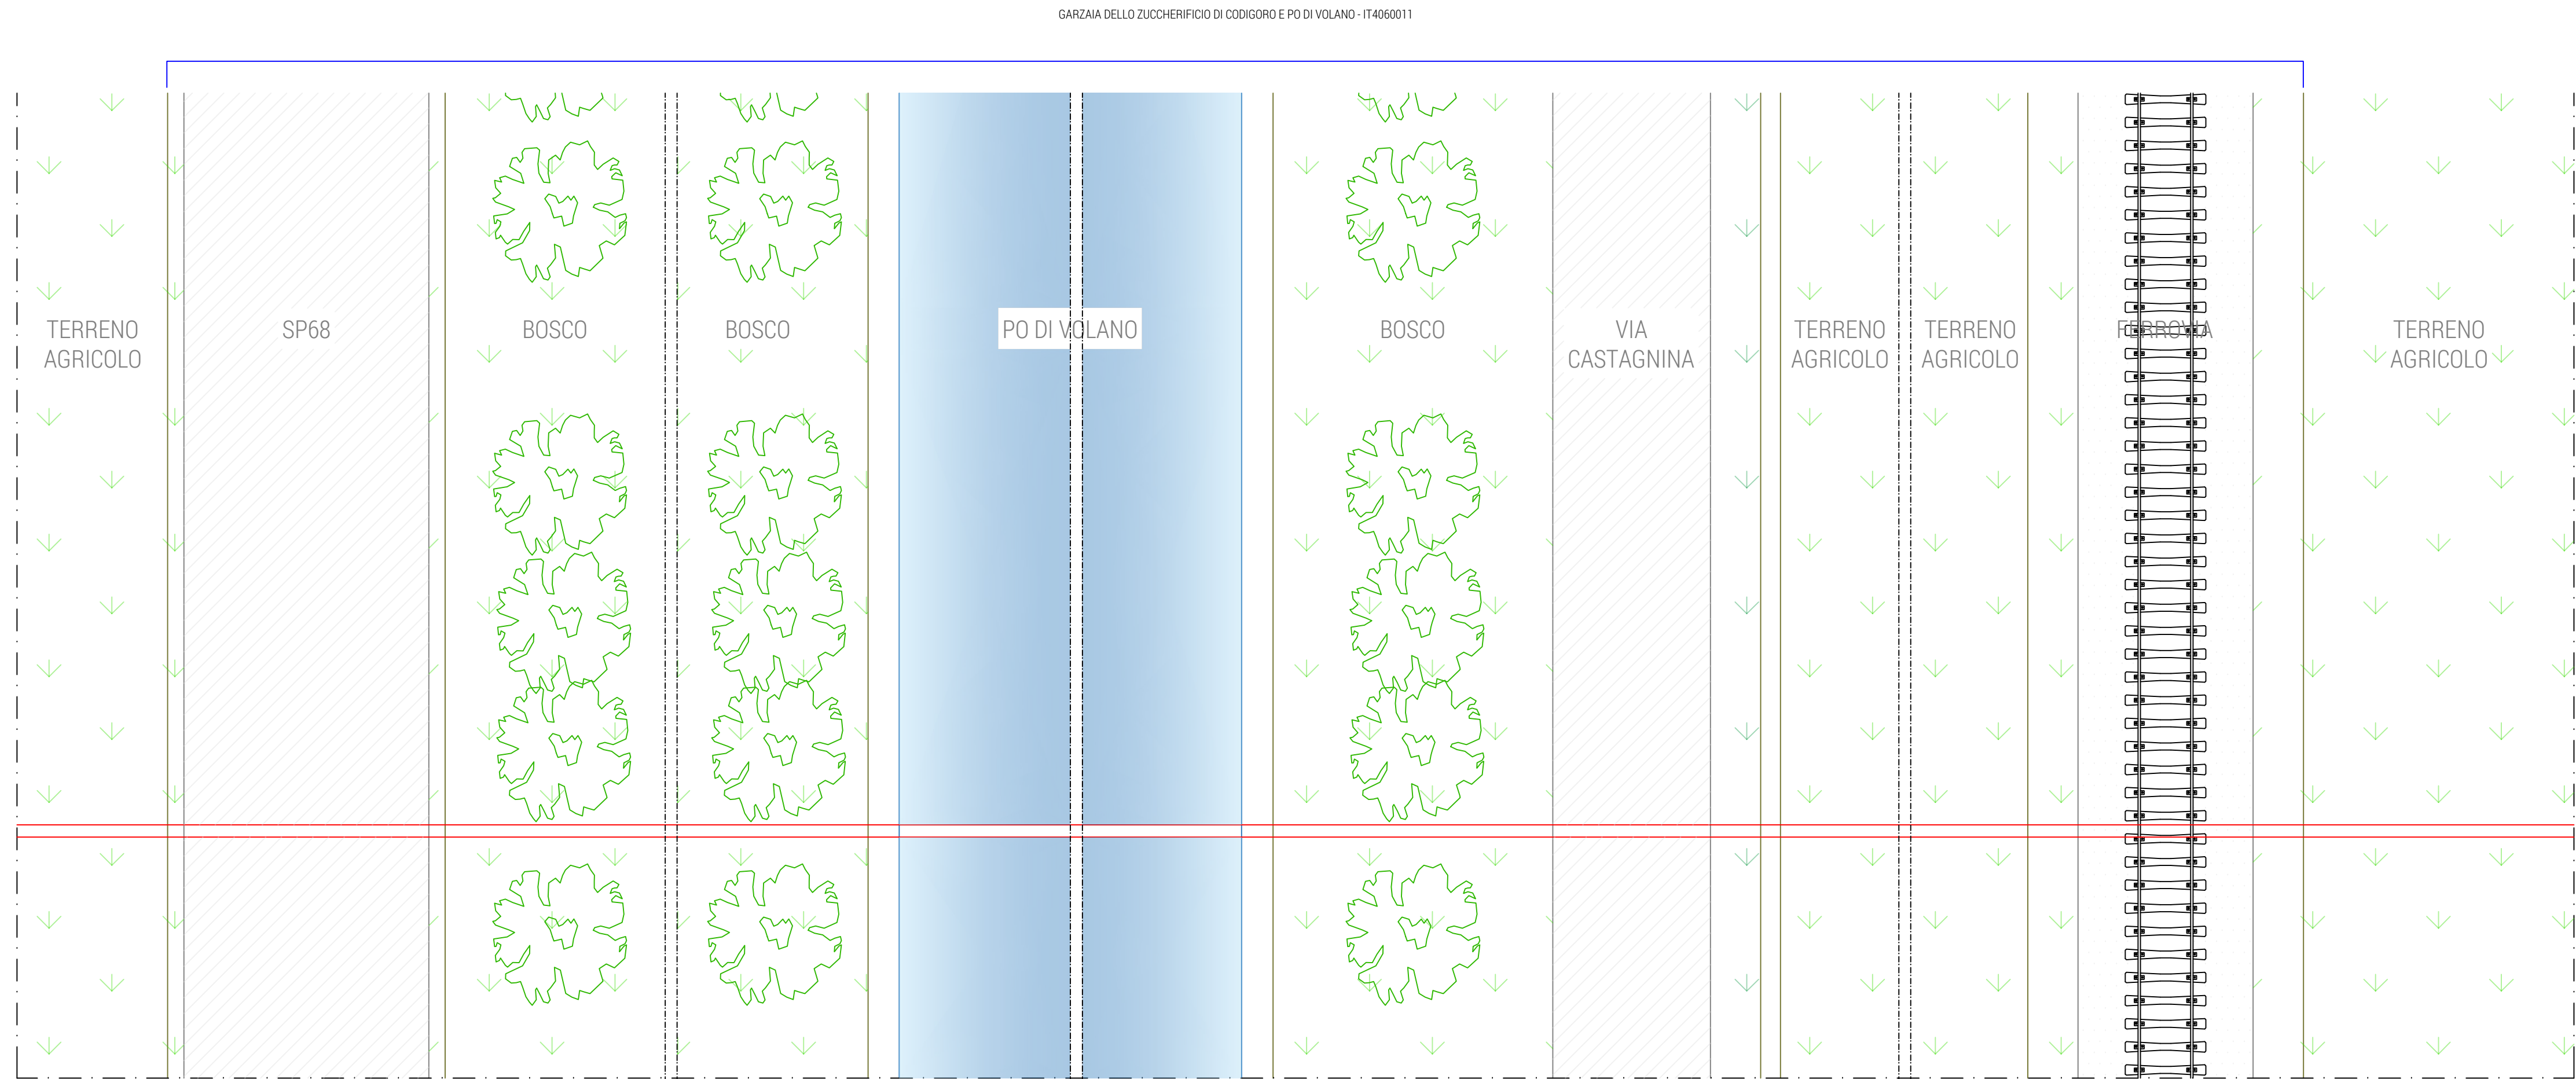 GARZAIA DELLO ZUCCHERIFICIO DI CODIGORO E PO DI VOLANO - IT4060011
TERRENO
AGRICOLO
SP68
BOSCO
BOSCO
PO DI VOLANO
BOSCO
VIA
CASTAGNINA
TERRENO
AGRICOLO
TERRENO
AGRICOLO
FERROVIA
TERRENO
AGRICOLO